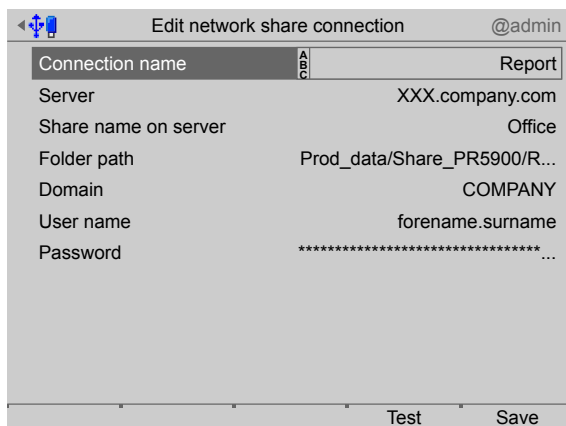 Edit network share connection @admin
Connection name ABC Report
Server XXX.company.com
Share name on server Office
Folder path Prod_data/Share_PR5900/R...
Domain COMPANY
User name forename.surname
Password *********************************...
Test Save